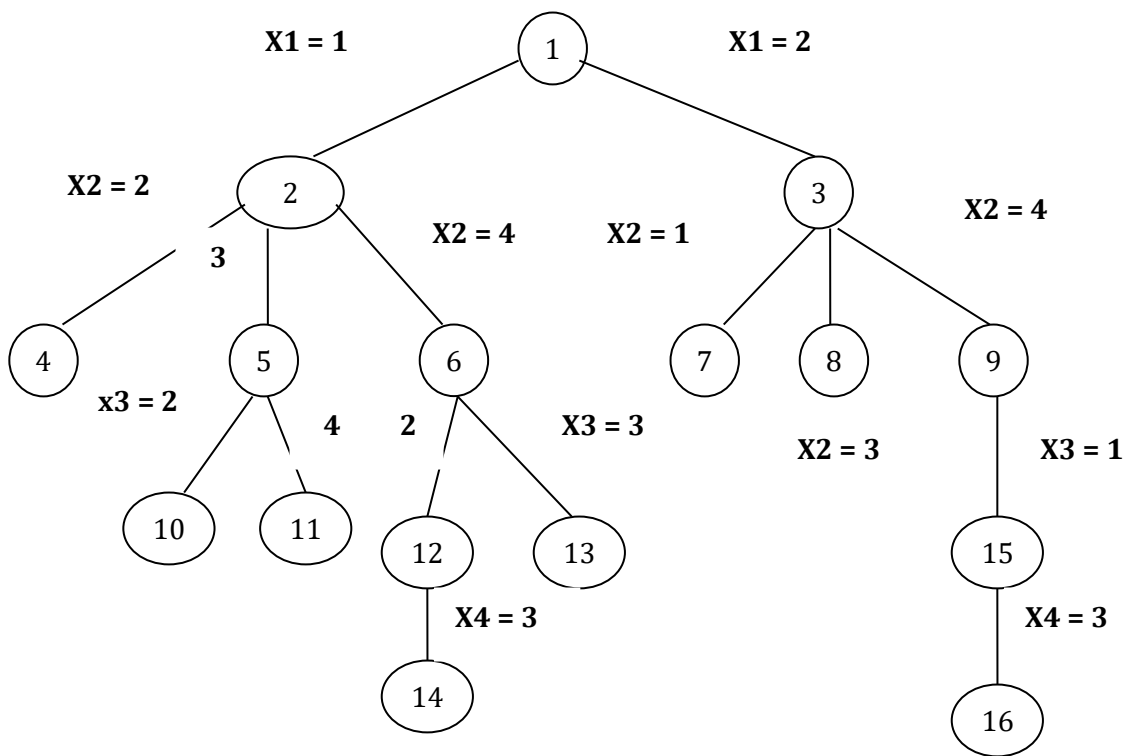 X1 = 1
1
X1 = 2
X2 = 2
2
3
X2 = 4
3
X2 = 4
X2 = 1
4
5
6
7
8
9
x3 = 2
4
2
X3 = 3
X2 = 3
X3 = 1
10
11
12
13
15
X4 = 3
X4 = 3
14
16